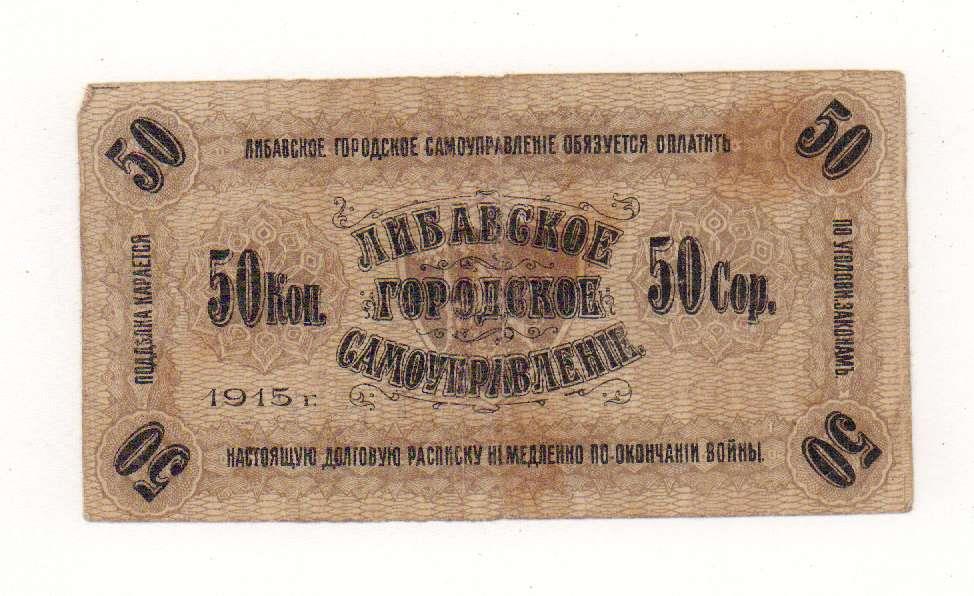 50
50
ЛИБАВСКОЕ ГОРОДСКОЕ САМОУПРАВЛЕНІЕ ОБЯЗУЕТСЯ ОПЛАТИТЬ
ПОДДѢЛКА КАРАЕТСЯ
50 Коп.
ЛИБАВСКОЕ
ГОРОДСКОЕ
САМОУПРАВЛЕНІЕ.
50 Cop.
ПО УГОЛОВН. ЗАКОНАМЪ.
1915 г.
НАСТОЯЩУЮ ДОЛГОВУЮ РАСПИСКУ НЕМЕДЛЕННО ПО-ОКОНЧАНІИ ВОЙНЫ.
50
50